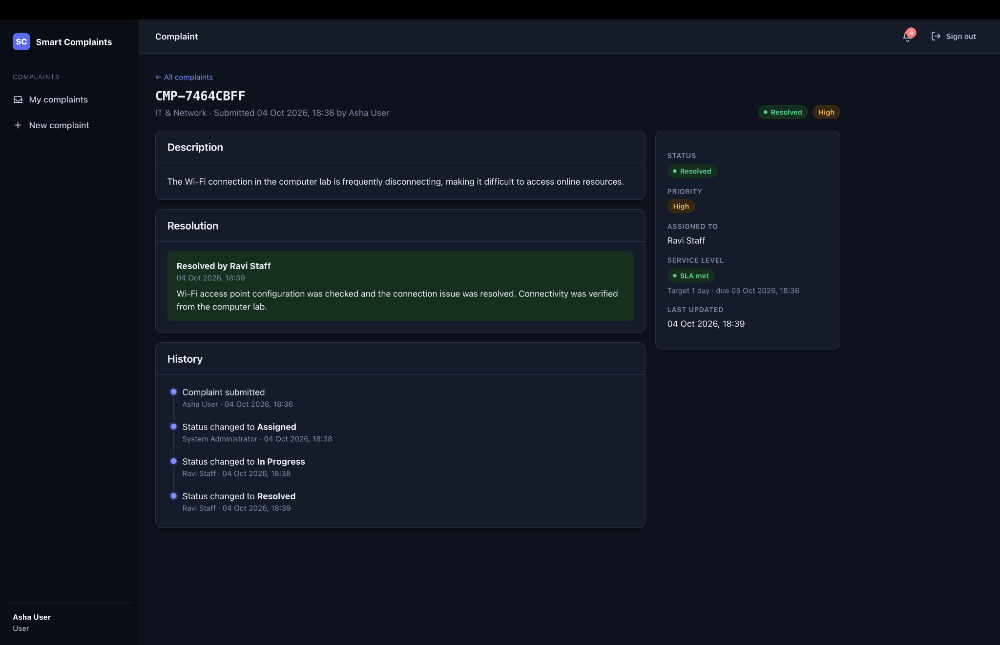 SC Smart Complaints
COMPLAINTS
My complaints
New complaint
Asha User
User
Complaint
4
Sign out
← All complaints
CMP-7464CBFF
IT & Network · Submitted 04 Oct 2026, 18:36 by Asha User
Resolved
High
Description
The Wi-Fi connection in the computer lab is frequently disconnecting, making it difficult to access online resources.
Resolution
Resolved by Ravi Staff
04 Oct 2026, 18:39
Wi-Fi access point configuration was checked and the connection issue was resolved. Connectivity was verified
from the computer lab.
History
Complaint submitted
Asha User · 04 Oct 2026, 18:36
Status changed to Assigned
System Administrator · 04 Oct 2026, 18:38
Status changed to In Progress
Ravi Staff · 04 Oct 2026, 18:38
Status changed to Resolved
Ravi Staff · 04 Oct 2026, 18:39
STATUS
Resolved
PRIORITY
High
ASSIGNED TO
Ravi Staff
SERVICE LEVEL
SLA met
Target 1 day · due 05 Oct 2026, 18:36
LAST UPDATED
04 Oct 2026, 18:39